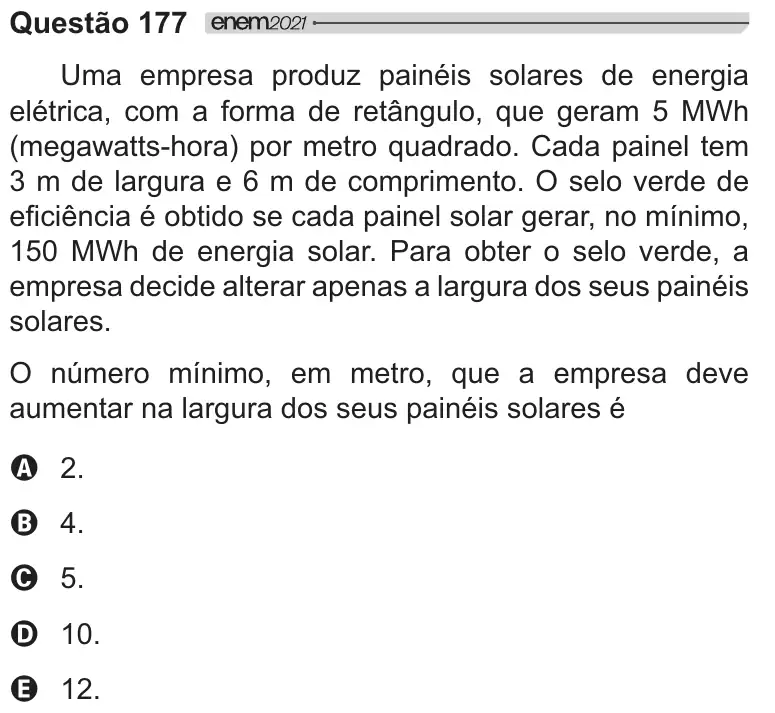 Questão 177 enem2021
Uma empresa produz painéis solares de energia
elétrica, com a forma de retângulo, que geram 5 MWh
(megawatts-hora) por metro quadrado. Cada painel tem
3 m de largura e 6 m de comprimento. O selo verde de
eficiência é obtido se cada painel solar gerar, no mínimo,
150 MWh de energia solar. Para obter o selo verde, a
empresa decide alterar apenas a largura dos seus painéis
solares.
O número mínimo, em metro, que a empresa deve
aumentar na largura dos seus painéis solares é
A 2.
B 4.
C 5.
D 10.
E 12.